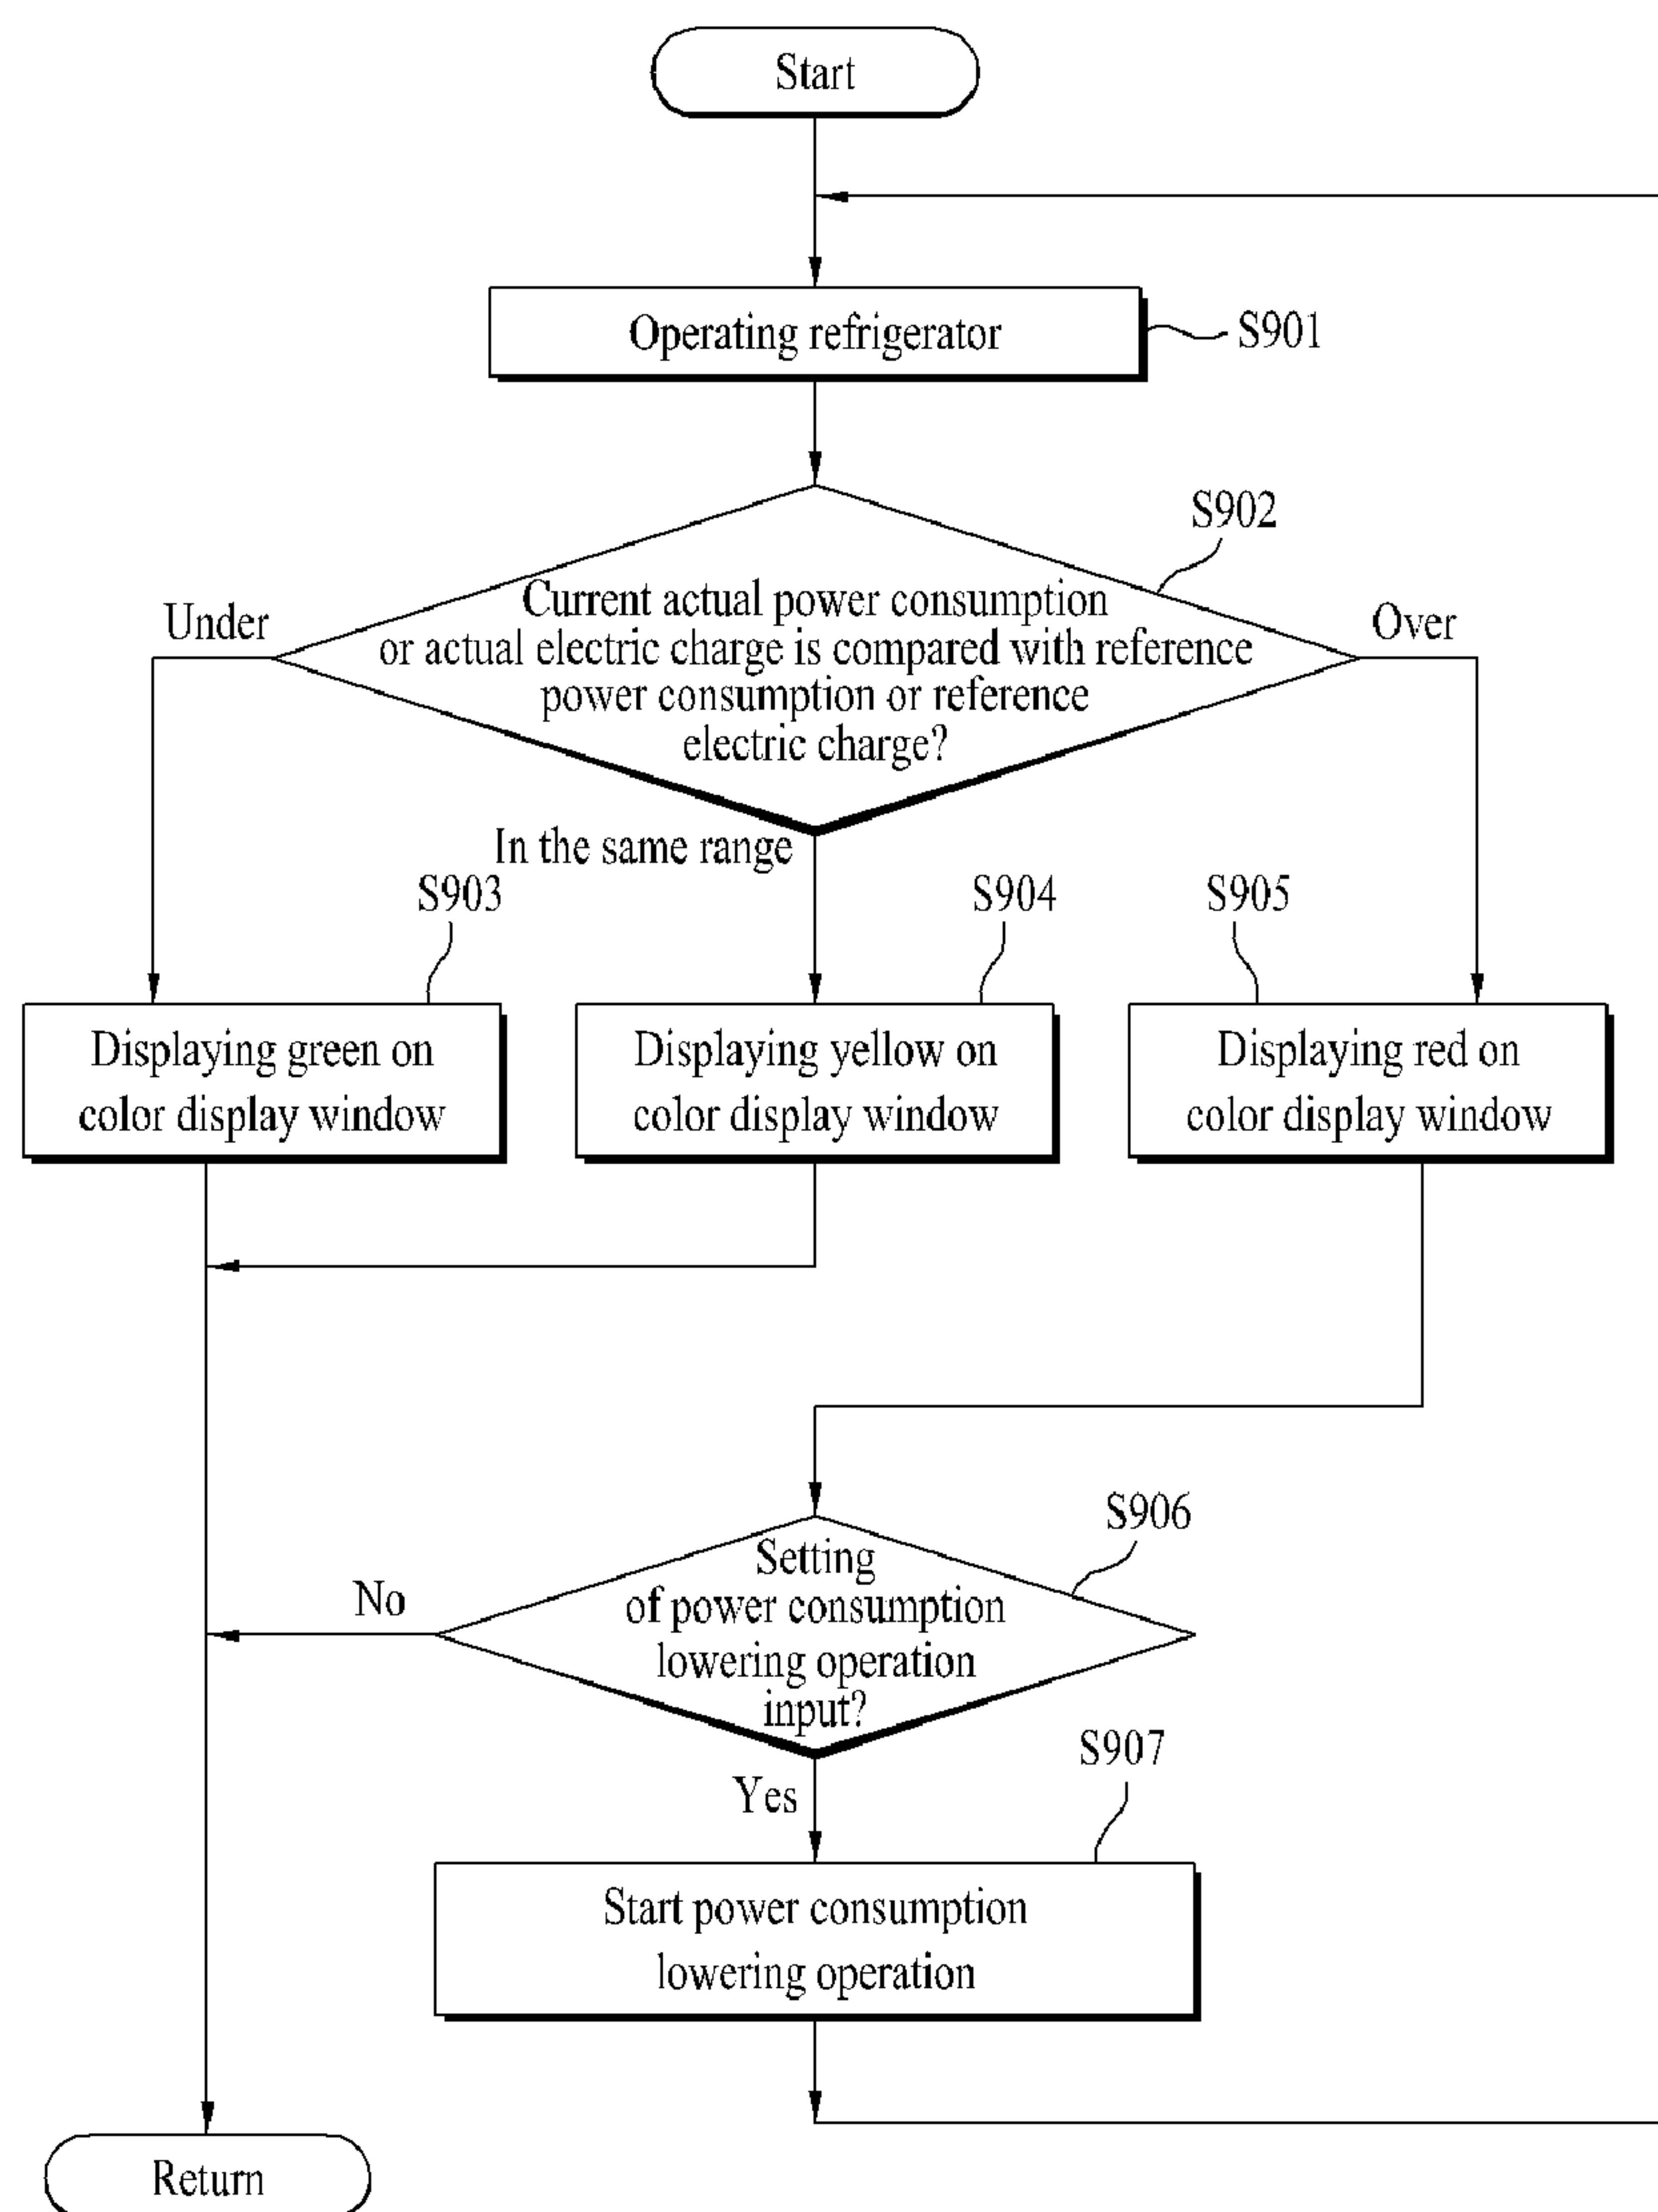 Start
Operating refrigerator
S901
S902
Current actual power consumption
or actual electric charge is compared with reference
power consumption or reference
electric charge?
Under
Over
In the same range
S903
S904
S905
Displaying green on
color display window
Displaying yellow on
color display window
Displaying red on
color display window
S906
Setting
of power consumption
lowering operation
input?
No
Yes
S907
Start power consumption
lowering operation
Return